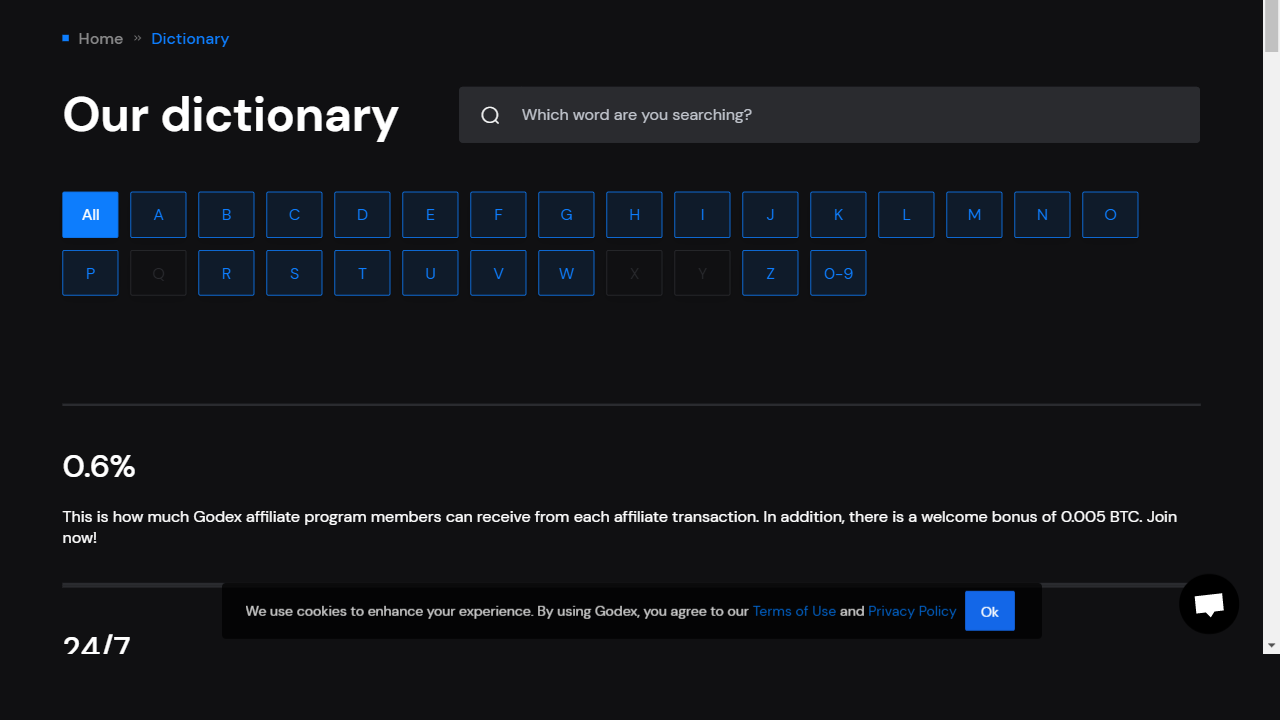 Home » Dictionary
Our dictionary
Which word are you searching?
All A B C D E F G H I J K L M N O
P Q R S T U V W X Y Z 0-9
0.6%
This is how much Godex affiliate program members can receive from each affiliate transaction. In addition, there is a welcome bonus of 0.005 BTC. Join
now!
We use cookies to enhance your experience. By using Godex, you agree to our Terms of Use and Privacy Policy Ok
24/7